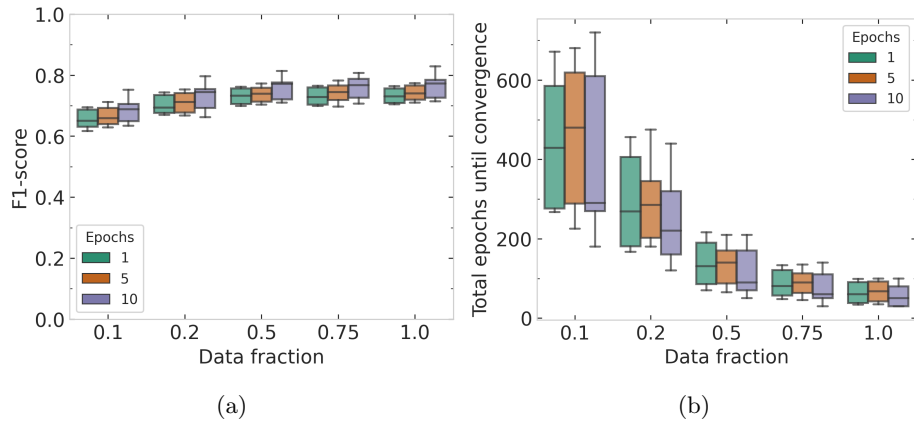 1.0
0.8
0.6
0.4
0.2
0.0
F1-score
Epochs
1
5
10
0.1 0.2 0.5 0.75 1.0
Data fraction
(a)
600
400
200
0
Total epochs until convergence
Epochs
1
5
10
0.1 0.2 0.5 0.75 1.0
Data fraction
(b)